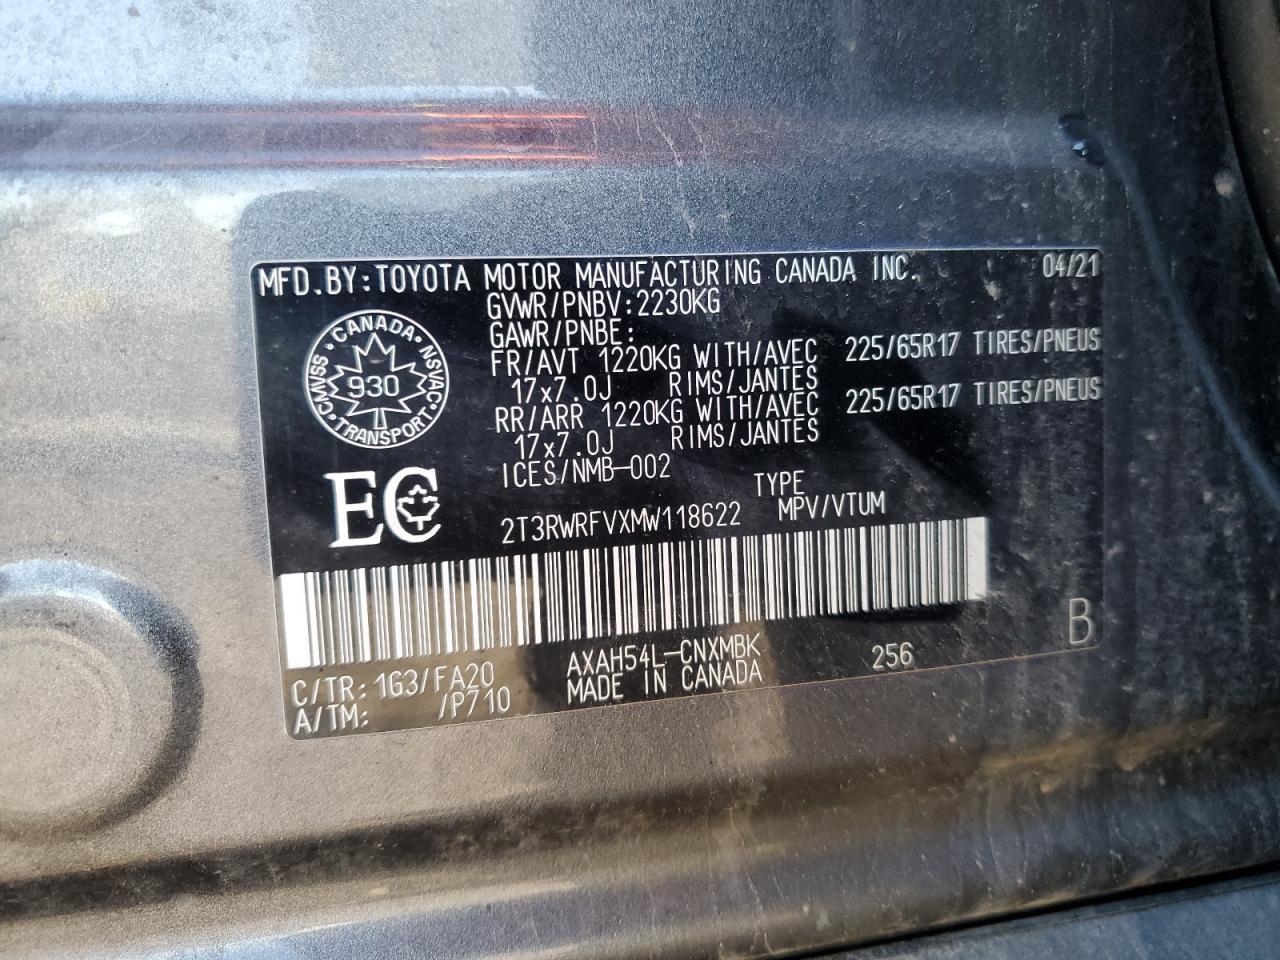 MFD.BY:TOYOTA MOTOR MANUFACTURING CANADA INC. 04/21
GVWR/PNBV:2230KG
GAWR/PNBE:
FR/AVT 1220KG WITH/AVEC 225/65R17 TIRES/PNEUS
17x7.0J RIMS/JANTES
RR/ARR 1220KG WITH/AVEC 225/65R17 TIRES/PNEUS
17x7.0J RIMS/JANTES
ICES/NMB-002
CANADA · NSVAC · TRANSPORT · CMVSS ·
930
EC
TYPE
2T3RWRFVXMW118622 MPV/VTUM
C/TR: 1G3/FA20 AXAH54L-CNXMBK 256 B
A/TM: /P710 MADE IN CANADA